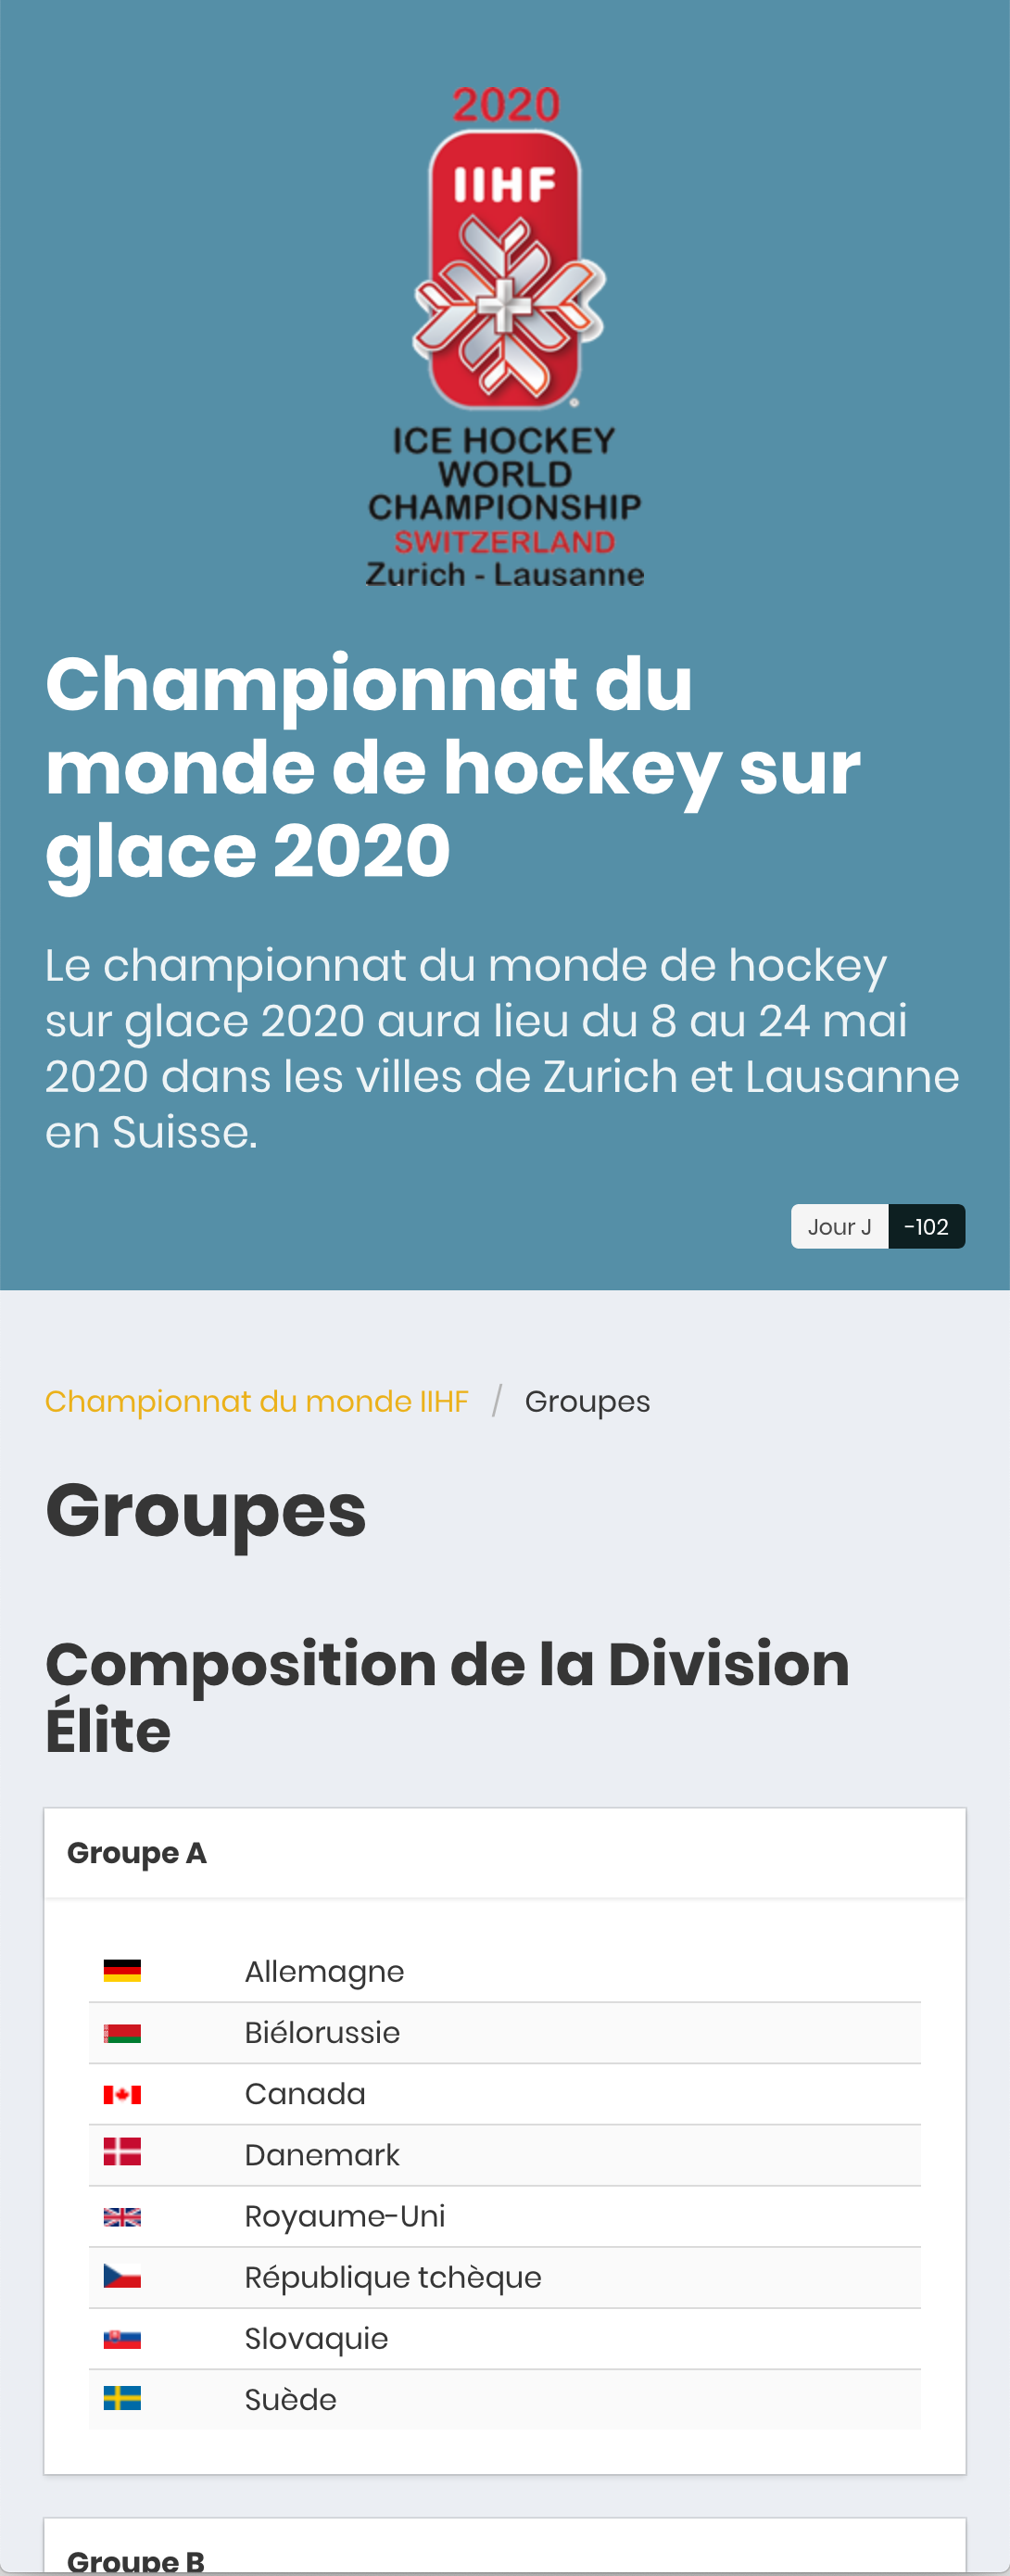 2020
IIHF
ICE HOCKEY
WORLD
CHAMPIONSHIP
SWITZERLAND
Zurich - Lausanne
Championnat du
monde de hockey sur
glace 2020
Le championnat du monde de hockey
sur glace 2020 aura lieu du 8 au 24 mai
2020 dans les villes de Zurich et Lausanne
en Suisse.
Jour J -102
Championnat du monde IIHF / Groupes
Groupes
Composition de la Division
Élite
Groupe A
Allemagne
Biélorussie
Canada
Danemark
Royaume-Uni
République tchèque
Slovaquie
Suède
Groupe B